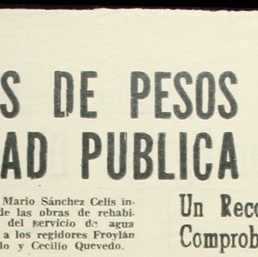 S DE PESOS
AD PUBLICA
Mario Sánchez Celis in-
de las obras de rehabi
del servicio de agua
a los regidores Froylán
do y Cecilio Quevedo.
Un Reco
Comprob